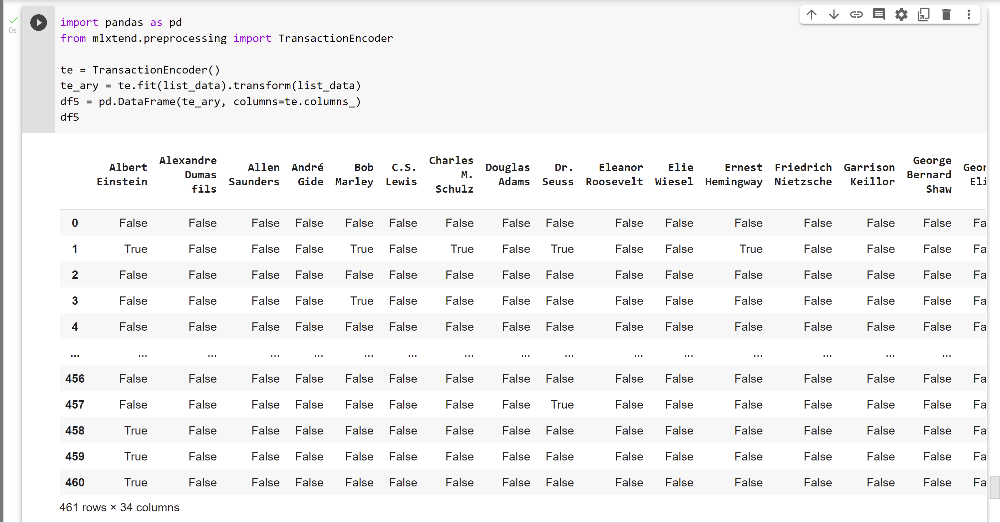 0s
import pandas as pd
from mlxtend.preprocessing import TransactionEncoder
te = TransactionEncoder()
te_ary = te.fit(list_data).transform(list_data)
df5 = pd.DataFrame(te_ary, columns=te.columns_)
df5
Albert Einstein Alexandre Dumas fils Allen Saunders André Gide Bob Marley C.S. Lewis Charles M. Schulz Douglas Adams Dr. Seuss Eleanor Roosevelt Elie Wiesel Ernest Hemingway Friedrich Nietzsche Garrison Keillor George Bernard Shaw
0 False False False False False False False False False False False False False False False Fa
1 True False False False True False True False True False False True False False False Fa
2 False False False False False False False False False False False False False False False Fa
3 False False False False True False False False False False False False False False False Fa
4 False False False False False False False False False False False False False False False Fa
... ... ... ... ... ... ... ... ... ... ... ... ... ... ... ...
456 False False False False False False False False False False False False False False False Fa
457 False False False False False False False False True False False False False False False Fa
458 True False False False False False False False False False False False False False False Fa
459 True False False False False False False False False False False False False False False Fa
460 True False False False False False False False False False False False False False False Fa
461 rows × 34 columns